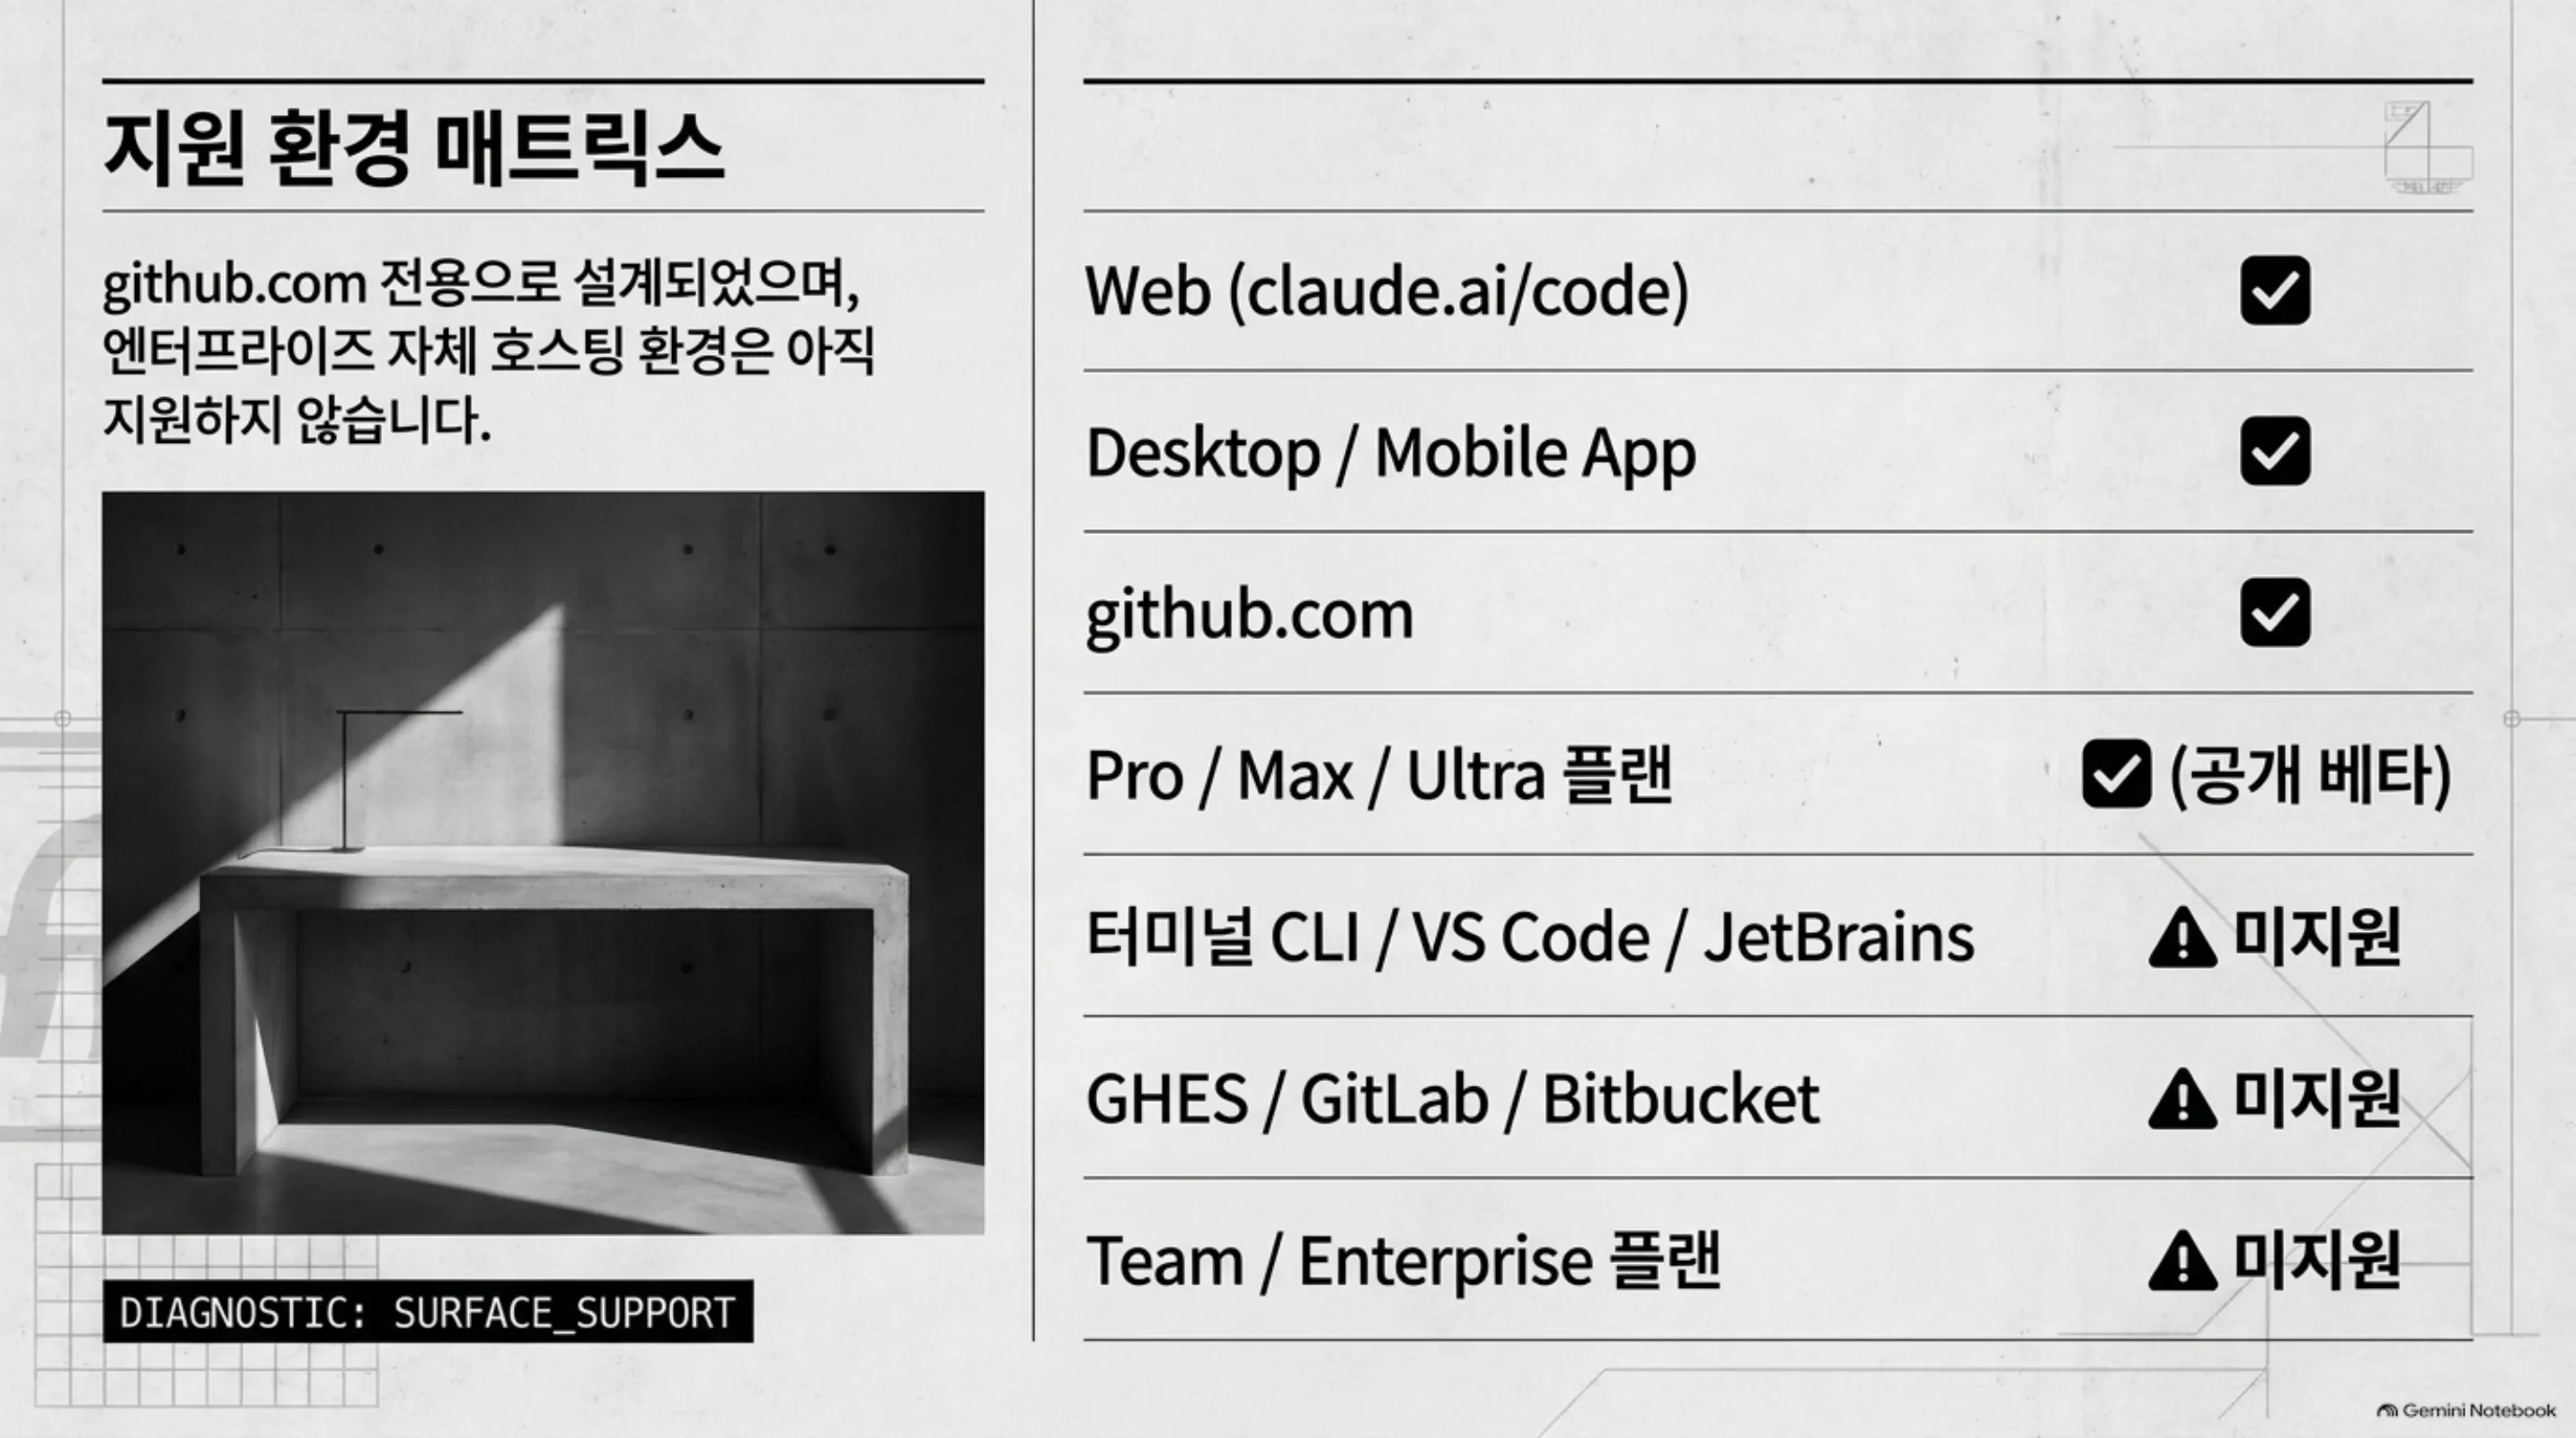 지원 환경 매트릭스
github.com 전용으로 설계되었으며,
엔터프라이즈 자체 호스팅 환경은 아직
지원하지 않습니다.
DIAGNOSTIC: SURFACE_SUPPORT
Web (claude.ai/code)
Desktop / Mobile App
github.com
Pro / Max / Ultra 플랜 (공개 베타)
터미널 CLI / VS Code / JetBrains 미지원
GHES / GitLab / Bitbucket 미지원
Team / Enterprise 플랜 미지원
Gemini Notebook